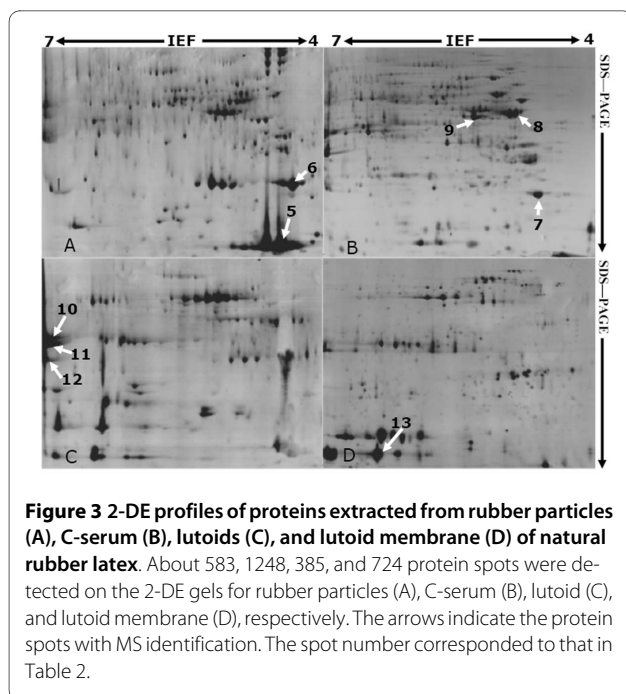 7 IEF 4 7 IEF 4
9 8
6
7
5
A B
SDS—PAGE
10
11
12
13
C D
SDS—PAGE
Figure 3 2-DE profiles of proteins extracted from rubber particles
(A), C-serum (B), lutoids (C), and lutoid membrane (D) of natural
rubber latex. About 583, 1248, 385, and 724 protein spots were de-
tected on the 2-DE gels for rubber particles (A), C-serum (B), lutoid (C),
and lutoid membrane (D), respectively. The arrows indicate the protein
spots with MS identification. The spot number corresponded to that in
Table 2.